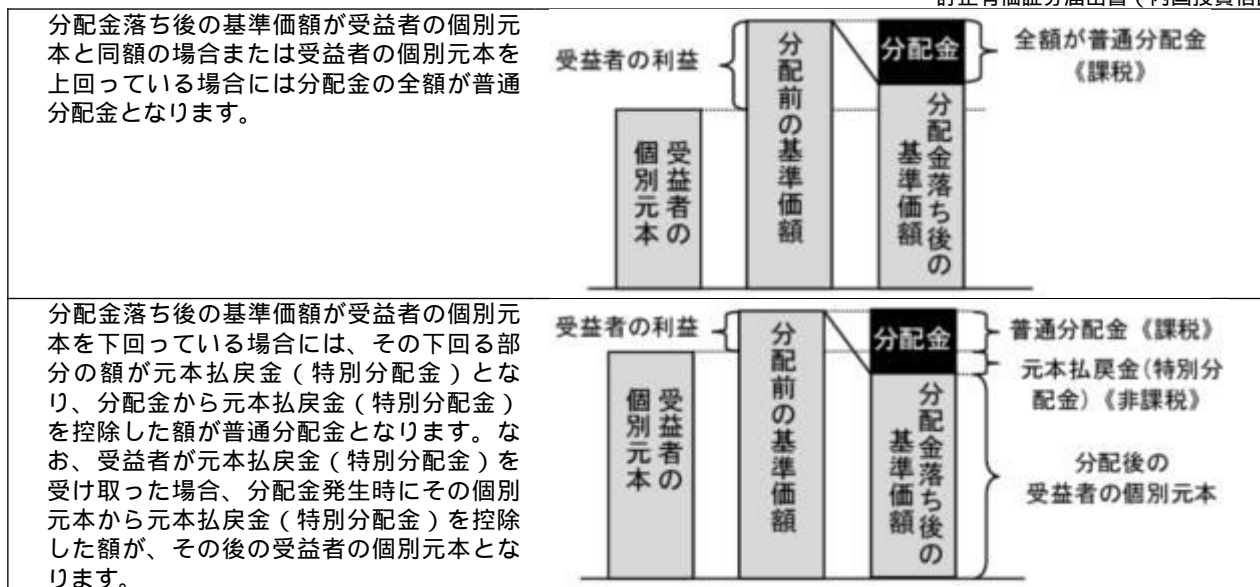 分配金落ち後の基準価額が受益者の個別元
本と同額の場合または受益者の個別元本を
上回っている場合には分配金の全額が普通
分配金となります。
受益者の利益
受益者の
個別元本
分配前の基準価額
分配金
分配金落ち後の
基準価額
全額が普通分配金
《課税》
分配金落ち後の基準価額が受益者の個別元
本を下回っている場合には、その下回る部
分の額が元本払戻金（特別分配金）とな
り、分配金から元本払戻金（特別分配金）
を控除した額が普通分配金となります。な
お、受益者が元本払戻金（特別分配金）を
受け取った場合、分配金発生時にその個別
元本から元本払戻金（特別分配金）を控除
した額が、その後の受益者の個別元本とな
ります。
受益者の利益
受益者の
個別元本
分配前の基準価額
分配金
分配金落ち後の
基準価額
普通分配金《課税》
元本払戻金(特別分
配金)《非課税》
分配後の
受益者の個別元本